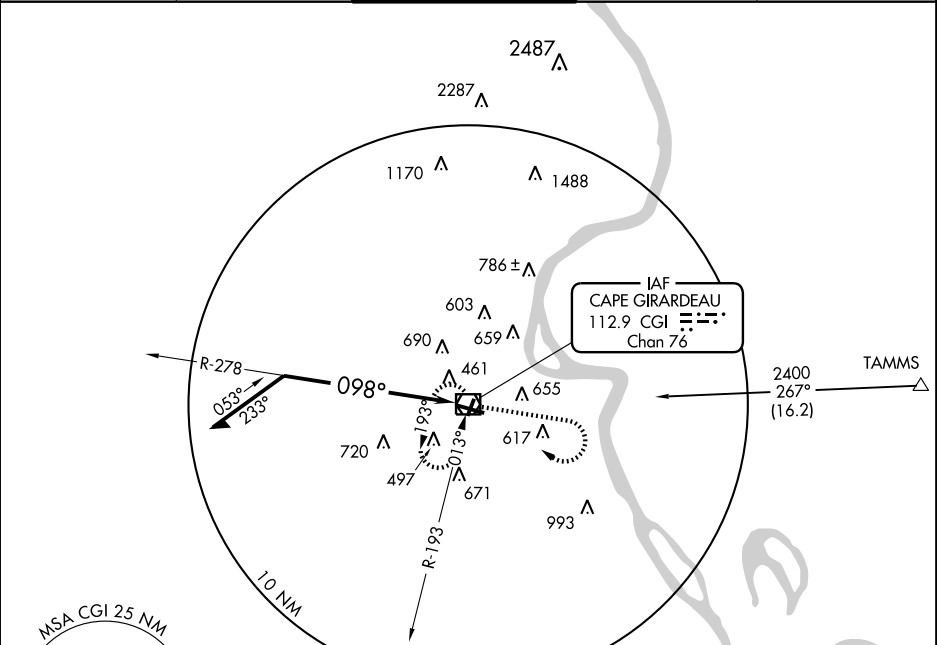 2487
2287
1170
1488
786±
IAF
CAPE GIRARDEAU
112.9 CGI
Chan 76
603
659
690
461
TAMMS
2400
267°
(16.2)
R-278
053°
233°
098°
655
193°
013°
617
720
497
671
993
R-193
10 NM
MSA CGI 25 NM